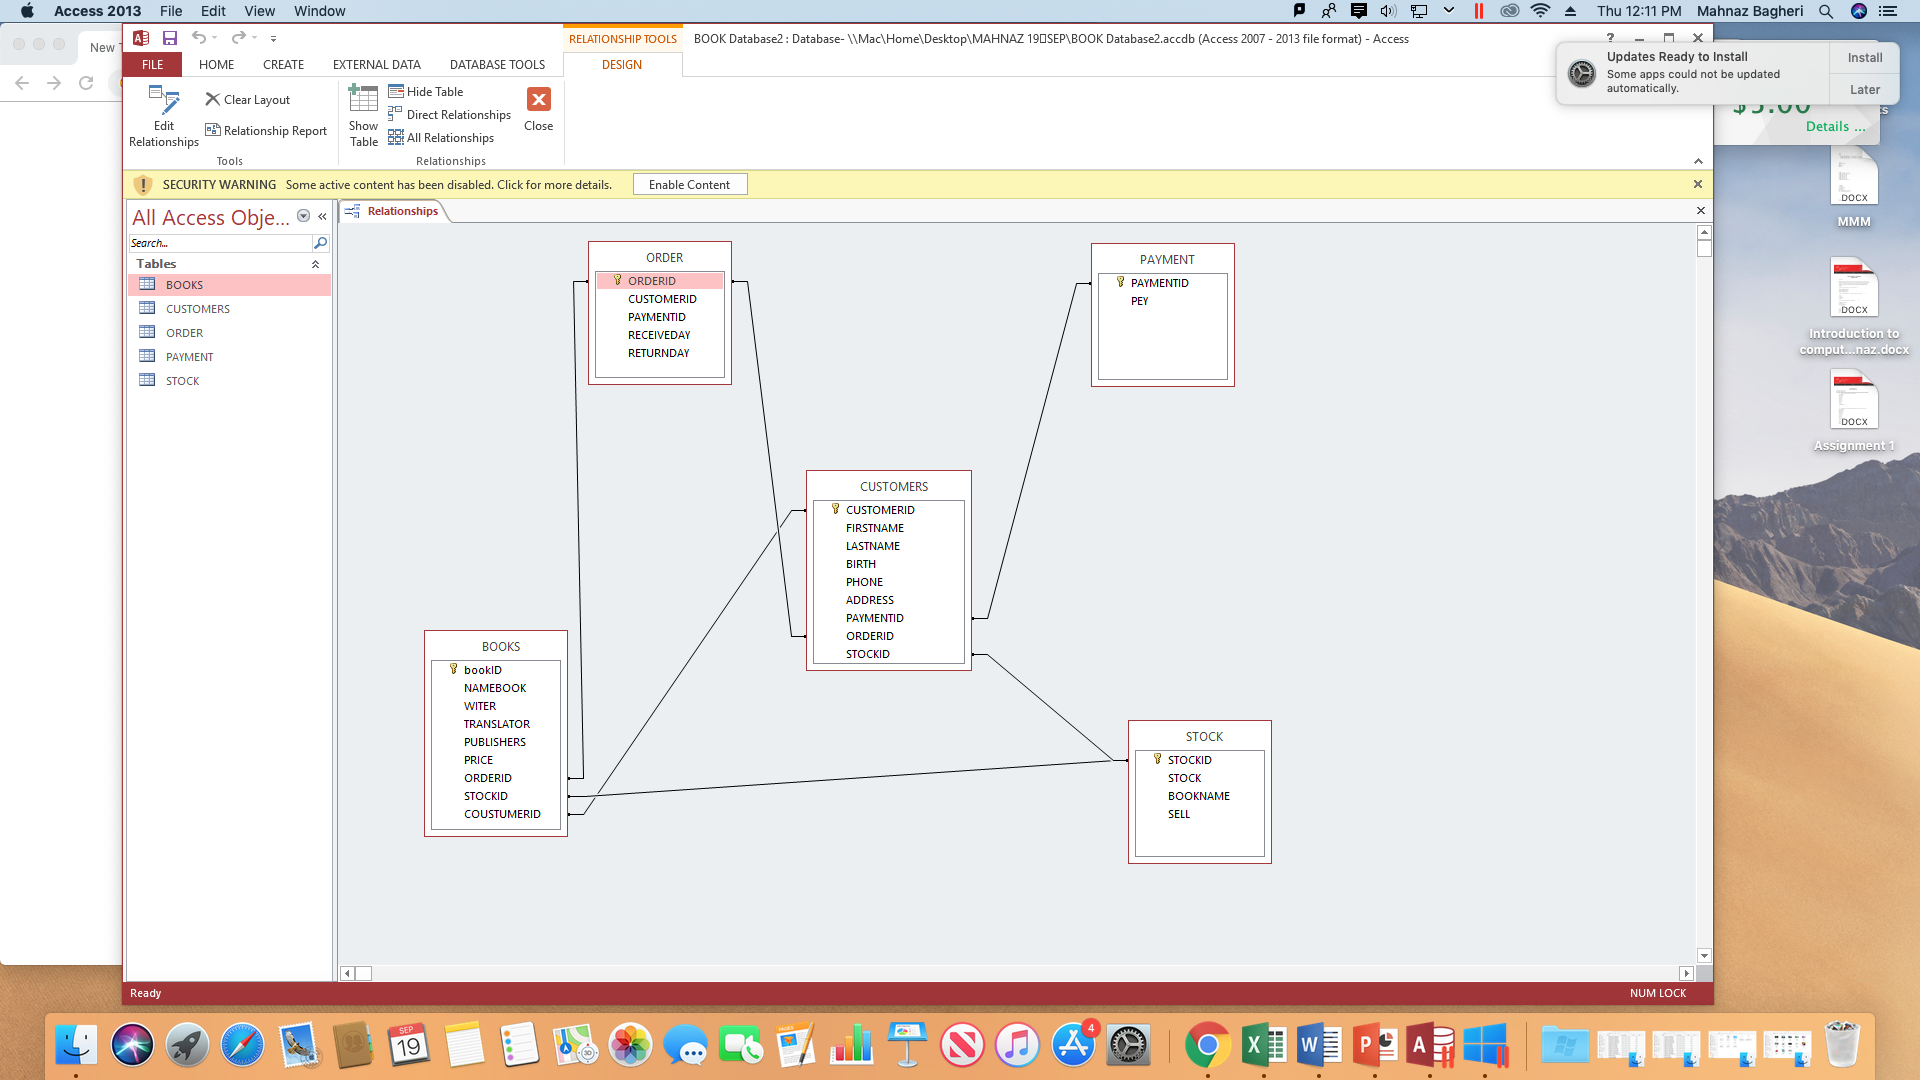 Access 2013 File Edit View Window
Thu 12:11 PM Mahnaz Bagheri
New
RELATIONSHIP TOOLS
BOOK Database2 : Database- \\Mac\Home\Desktop\MAHNAZ 19▯SEP\BOOK Database2.accdb (Access 2007 - 2013 file format) - Access
?
FILE HOME CREATE EXTERNAL DATA DATABASE TOOLS DESIGN
Updates Ready to Install
Some apps could not be updated
automatically.
Install
Later
$5.00
Details ...
Edit
Relationships
Clear Layout
Relationship Report
Tools
Show
Table
Hide Table
Direct Relationships
All Relationships
Close
Relationships
SECURITY WARNING Some active content has been disabled. Click for more details.
Enable Content
All Access Obje...
Search...
Tables
BOOKS
CUSTOMERS
ORDER
PAYMENT
STOCK
Relationships
ORDER
ORDERID
CUSTOMERID
PAYMENTID
RECEIVEDAY
RETURNDAY
PAYMENT
PAYMENTID
PEY
CUSTOMERS
CUSTOMERID
FIRSTNAME
LASTNAME
BIRTH
PHONE
ADDRESS
PAYMENTID
ORDERID
STOCKID
BOOKS
bookID
NAMEBOOK
WITER
TRANSLATOR
PUBLISHERS
PRICE
ORDERID
STOCKID
COUSTUMERID
STOCK
STOCKID
STOCK
BOOKNAME
SELL
DOCX
MMM
DOCX
Introduction to
comput...naz.docx
DOCX
Assignment 1
Ready
NUM LOCK
SEP
19
PAGES
3D
4